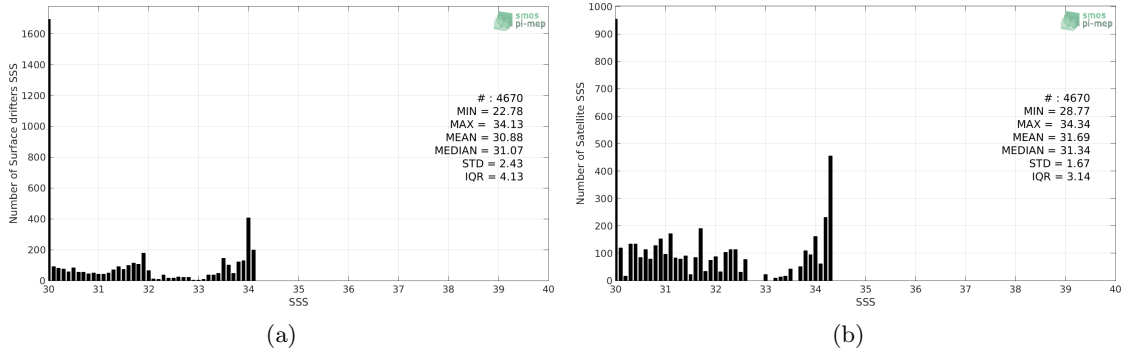 smos
pi-mep
Number of Surface drifters SSS
1600
1400
1200
1000
800
600
400
200
0
# : 4670
MIN = 22.78
MAX = 34.13
MEAN = 30.88
MEDIAN = 31.07
STD = 2.43
IQR = 4.13
30 31 32 33 34 35 36 37 38 39 40
SSS
(a)
smos
pi-mep
Number of Satellite SSS
1000
900
800
700
600
500
400
300
200
100
0
# : 4670
MIN = 28.77
MAX = 34.34
MEAN = 31.69
MEDIAN = 31.34
STD = 1.67
IQR = 3.14
30 31 32 33 34 35 36 37 38 39 40
SSS
(b)